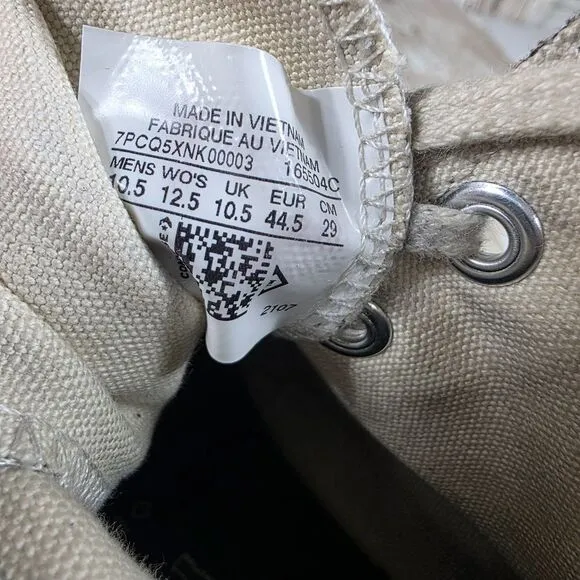 MADE IN VIETNAM
FABRIQUE AU VIETNAM
7PCQ5XNK00003 165504C
MENS WO'S UK EUR CM
10.5 12.5 10.5 44.5 29
2107